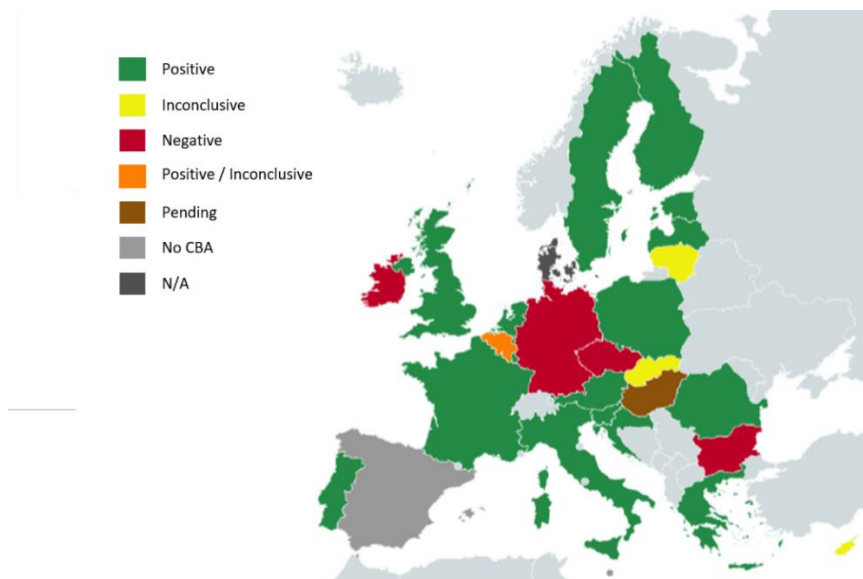 Positive
Inconclusive
Negative
Positive / Inconclusive
Pending
No CBA
N/A